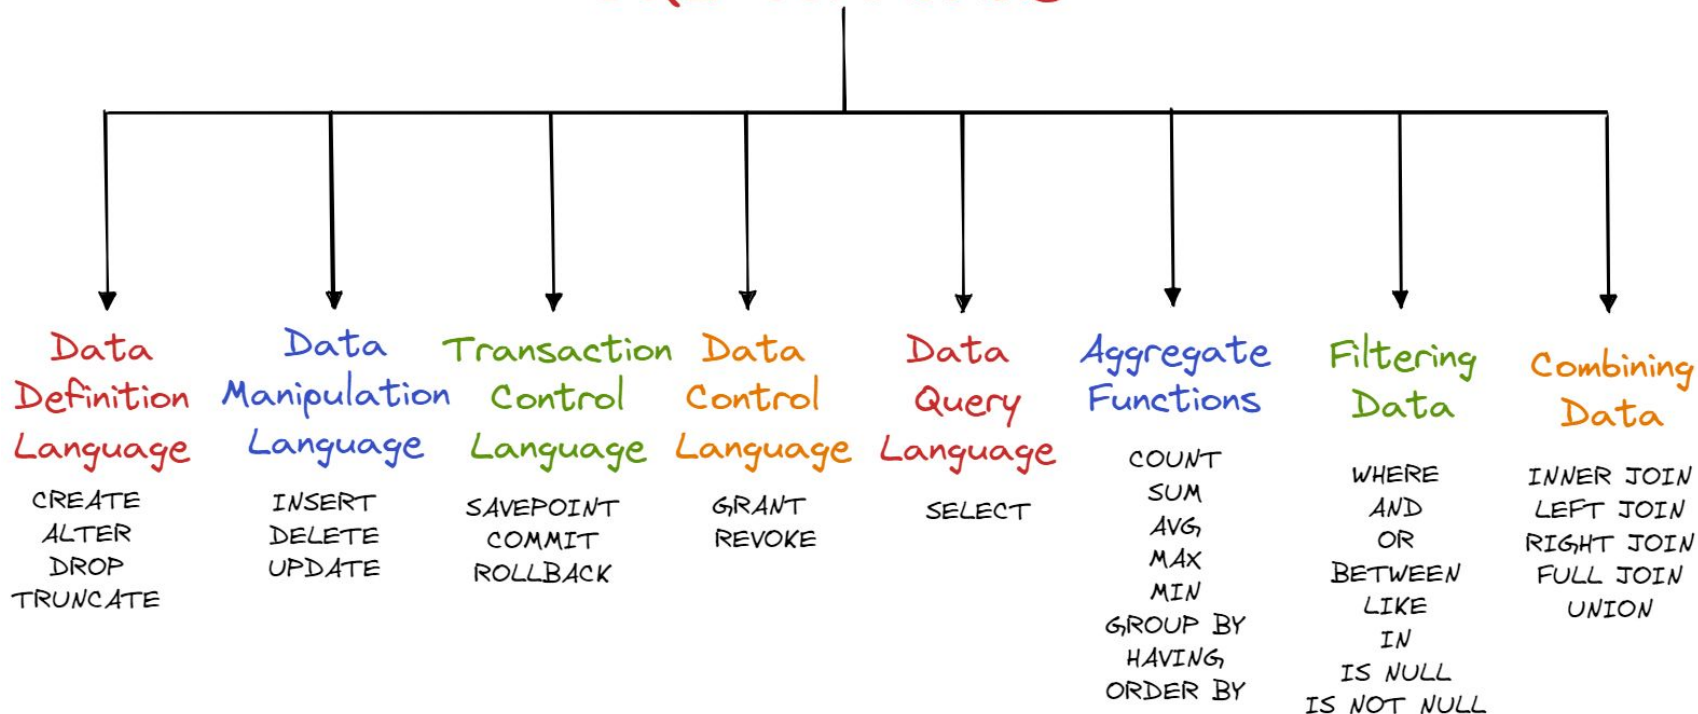 Data
Definition
Language
CREATE
ALTER
DROP
TRUNCATE
Data
Manipulation
Language
INSERT
DELETE
UPDATE
Transaction
Control
Language
SAVEPOINT
COMMIT
ROLLBACK
Data
Control
Language
GRANT
REVOKE
Data
Query
Language
SELECT
Aggregate
Functions
COUNT
SUM
AVG
MAX
MIN
GROUP BY
HAVING
ORDER BY
Filtering
Data
WHERE
AND
OR
BETWEEN
LIKE
IN
IS NULL
IS NOT NULL
Combining
Data
INNER JOIN
LEFT JOIN
RIGHT JOIN
FULL JOIN
UNION